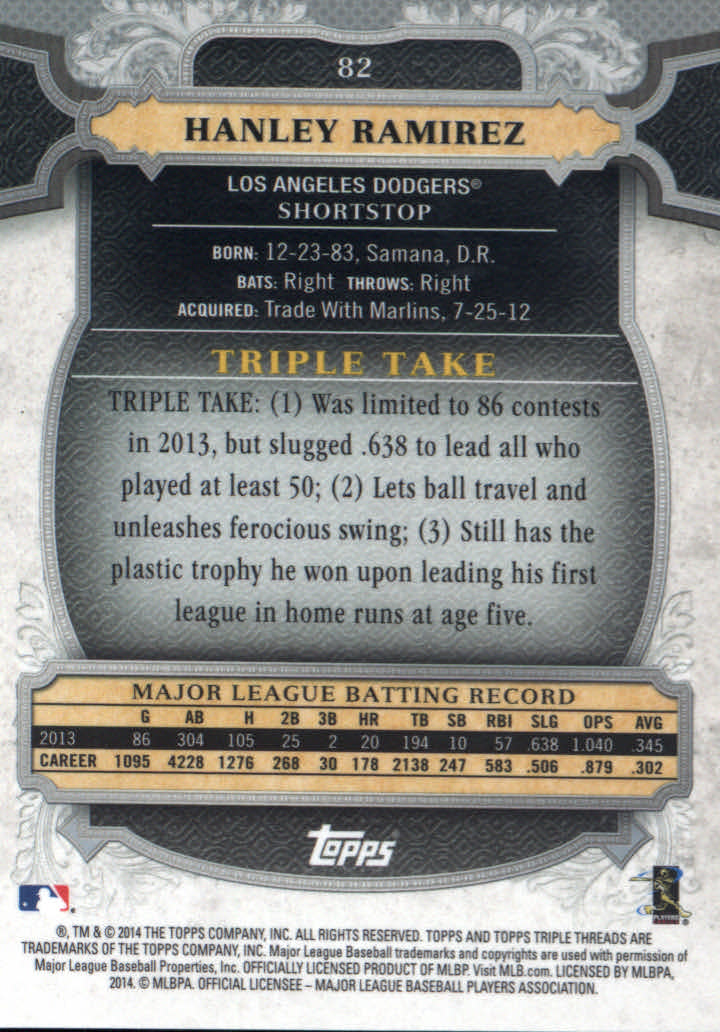 82
HANLEY RAMIREZ
LOS ANGELES DODGERS®
SHORTSTOP
BORN: 12-23-83, Samana, D.R.
BATS: Right THROWS: Right
ACQUIRED: Trade With Marlins, 7-25-12
TRIPLE TAKE
TRIPLE TAKE: (1) Was limited to 86 contests
in 2013, but slugged .638 to lead all who
played at least 50; (2) Lets ball travel and
unleashes ferocious swing; (3) Still has the
plastic trophy he won upon leading his first
league in home runs at age five.
MAJOR LEAGUE BATTING RECORD
G AB H 2B 3B HR TB SB RBI SLG OPS AVG
2013 86 304 105 25 2 20 194 10 57 .638 1.040 .345
CAREER 1095 4228 1276 268 30 178 2138 247 583 .506 .879 .302
Topps
PLAYERS
®, TM & © 2014 THE TOPPS COMPANY, INC. ALL RIGHTS RESERVED. TOPPS AND TOPPS TRIPLE THREADS ARE
TRADEMARKS OF THE TOPPS COMPANY, INC. Major League Baseball trademarks and copyrights are used with permission of
Major League Baseball Properties, Inc. OFFICIALLY LICENSED PRODUCT OF MLBP. Visit MLB.com. LICENSED BY MLBPA,
2014. © MLBPA. OFFICIAL LICENSEE – MAJOR LEAGUE BASEBALL PLAYERS ASSOCIATION.